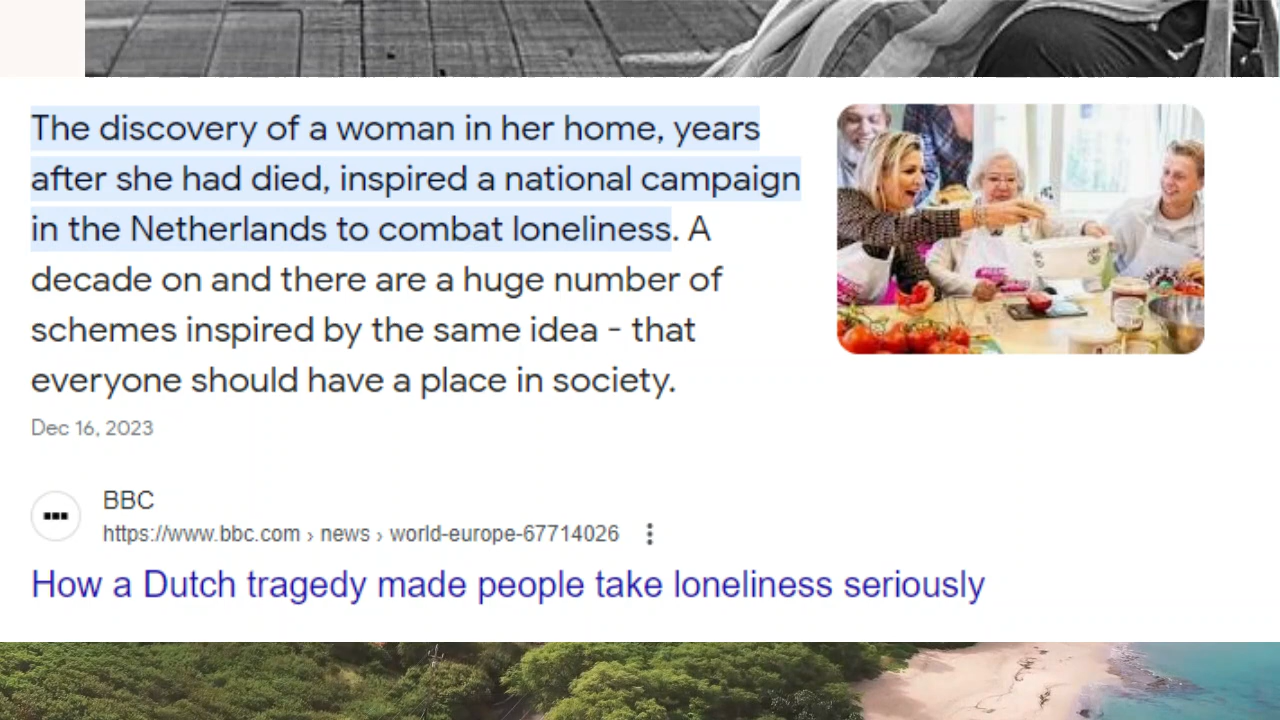 The discovery of a woman in her home, years
after she had died, inspired a national campaign
in the Netherlands to combat loneliness. A
decade on and there are a huge number of
schemes inspired by the same idea - that
everyone should have a place in society.
Dec 16, 2023
BBC
https://www.bbc.com › news › world-europe-67714026
How a Dutch tragedy made people take loneliness seriously